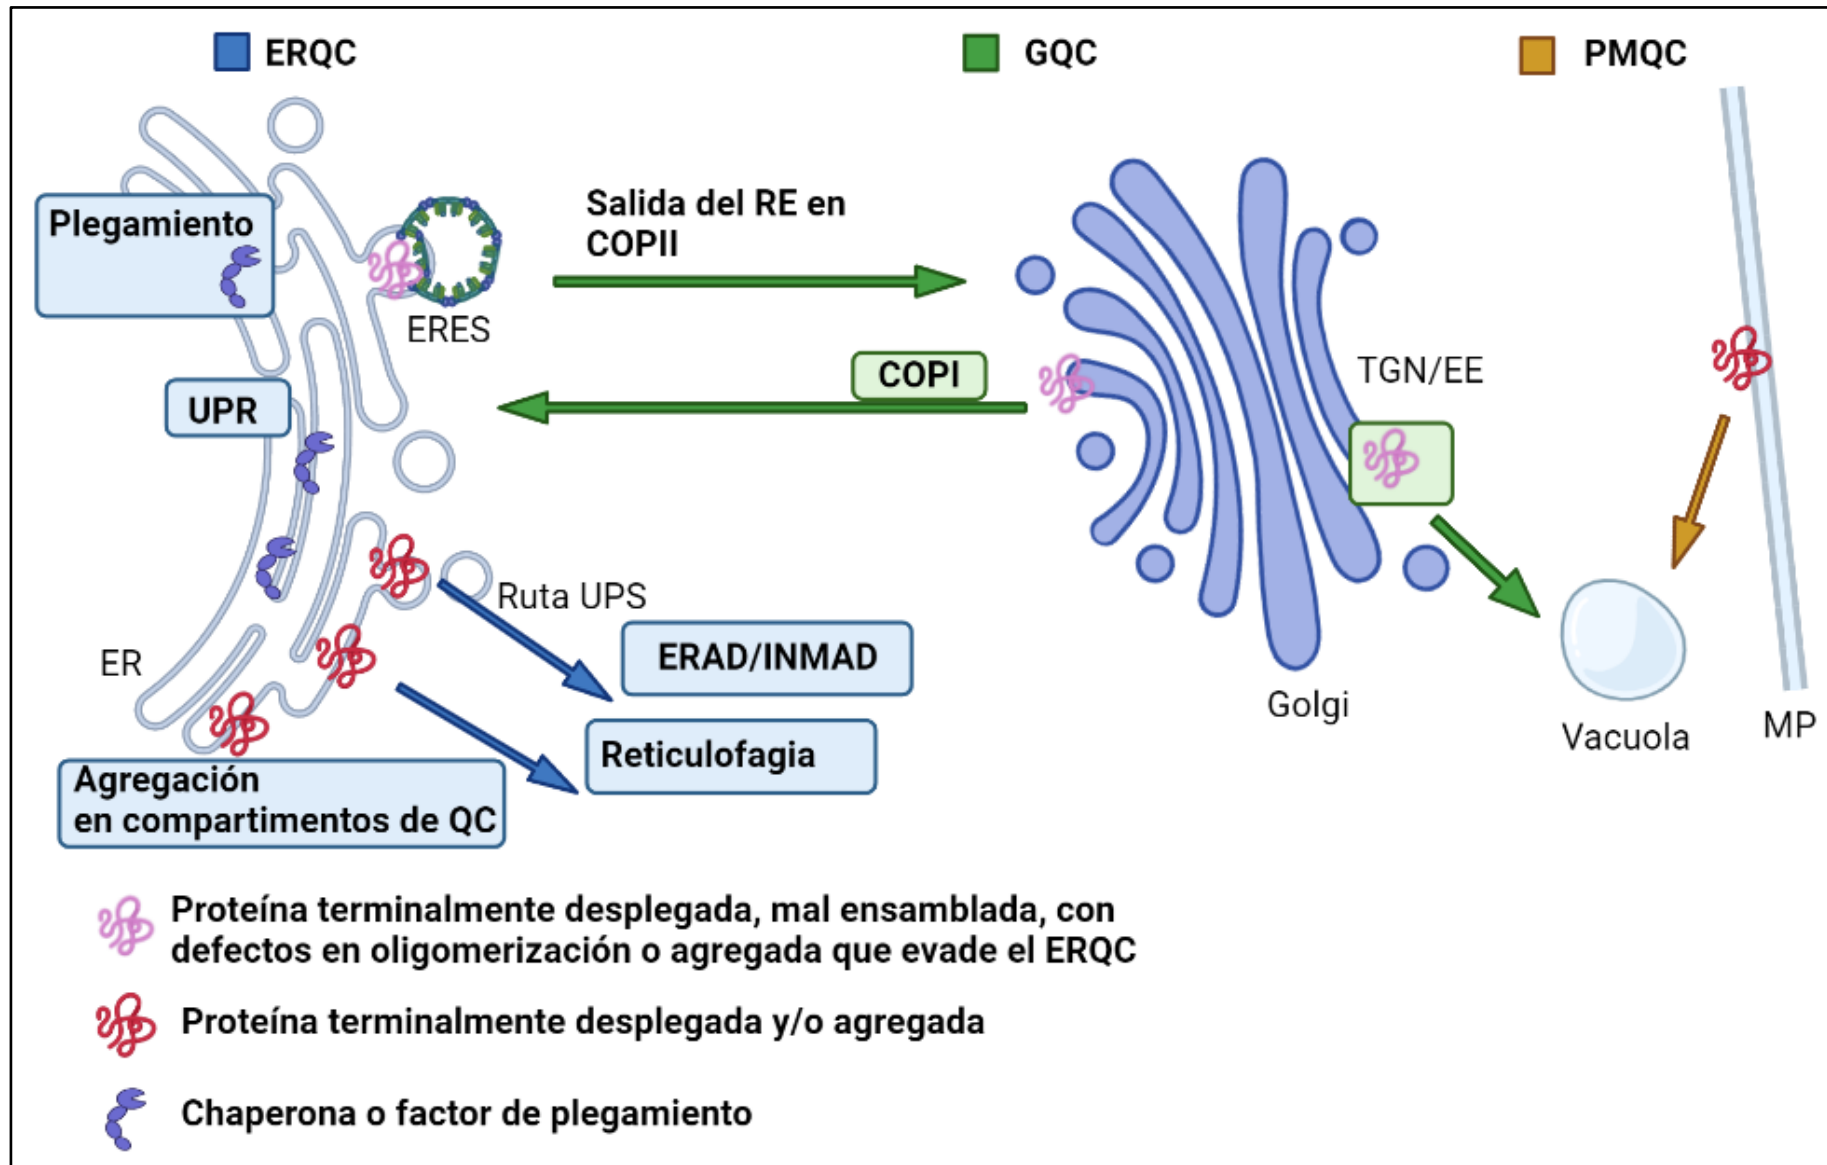 ERQC
GQC
PMQC
Plegamiento
Salida del RE en
COPII
ERES
COPI
TGN/EE
UPR
Ruta UPS
ER
ERAD/INMAD
Golgi
Vacuola
MP
Reticulofagia
Agregación
en compartimentos de QC
Proteína terminalmente desplegada, mal ensamblada, con
defectos en oligomerización o agregada que evade el ERQC
Proteína terminalmente desplegada y/o agregada
Chaperona o factor de plegamiento